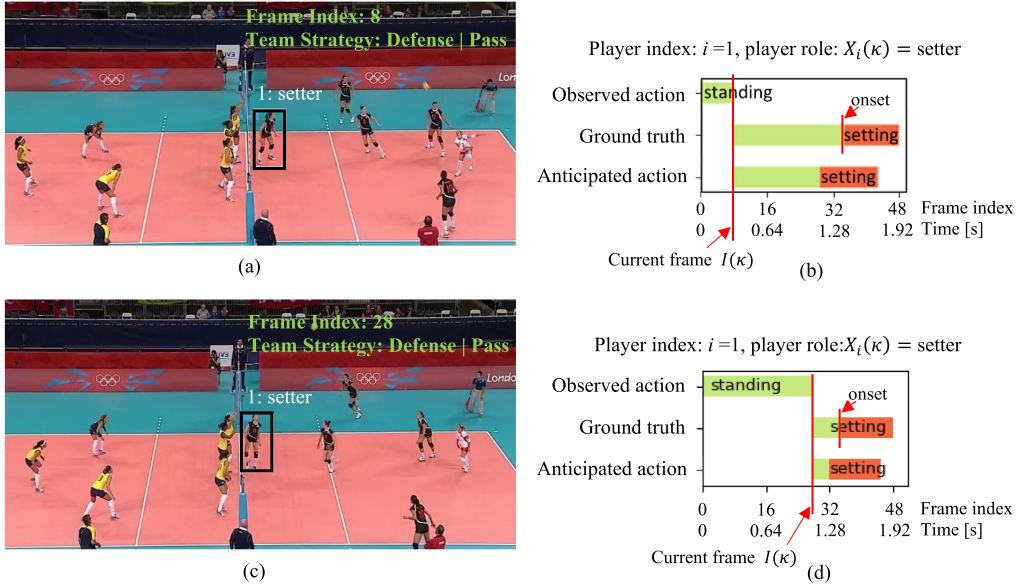 Frame Index: 8
Team Strategy: Defense | Pass
1: setter
Lon
(a)
Player index: i =1, player role: Xᵢ(κ) = setter
Observed action
standing
onset
Ground truth
setting
Anticipated action
setting
0 16 32 48 Frame index
0 0.64 1.28 1.92 Time [s]
Current frame I(κ)
(b)
Frame Index: 28
Team Strategy: Defense | Pass
1: setter
Londo
(c)
Player index: i =1, player role:Xᵢ(κ) = setter
Observed action
standing
onset
Ground truth
setting
Anticipated action
setting
0 16 32 48 Frame index
0 0.64 1.28 1.92 Time [s]
Current frame I(κ)
(d)